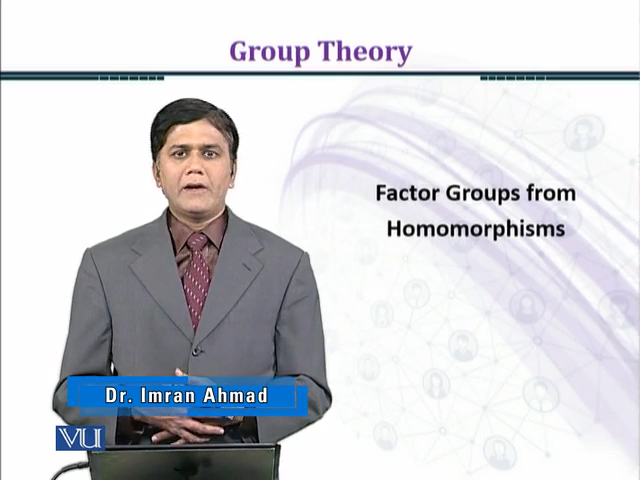 Group Theory
Factor Groups from
Homomorphisms
Dr. Imran Ahmad
VU